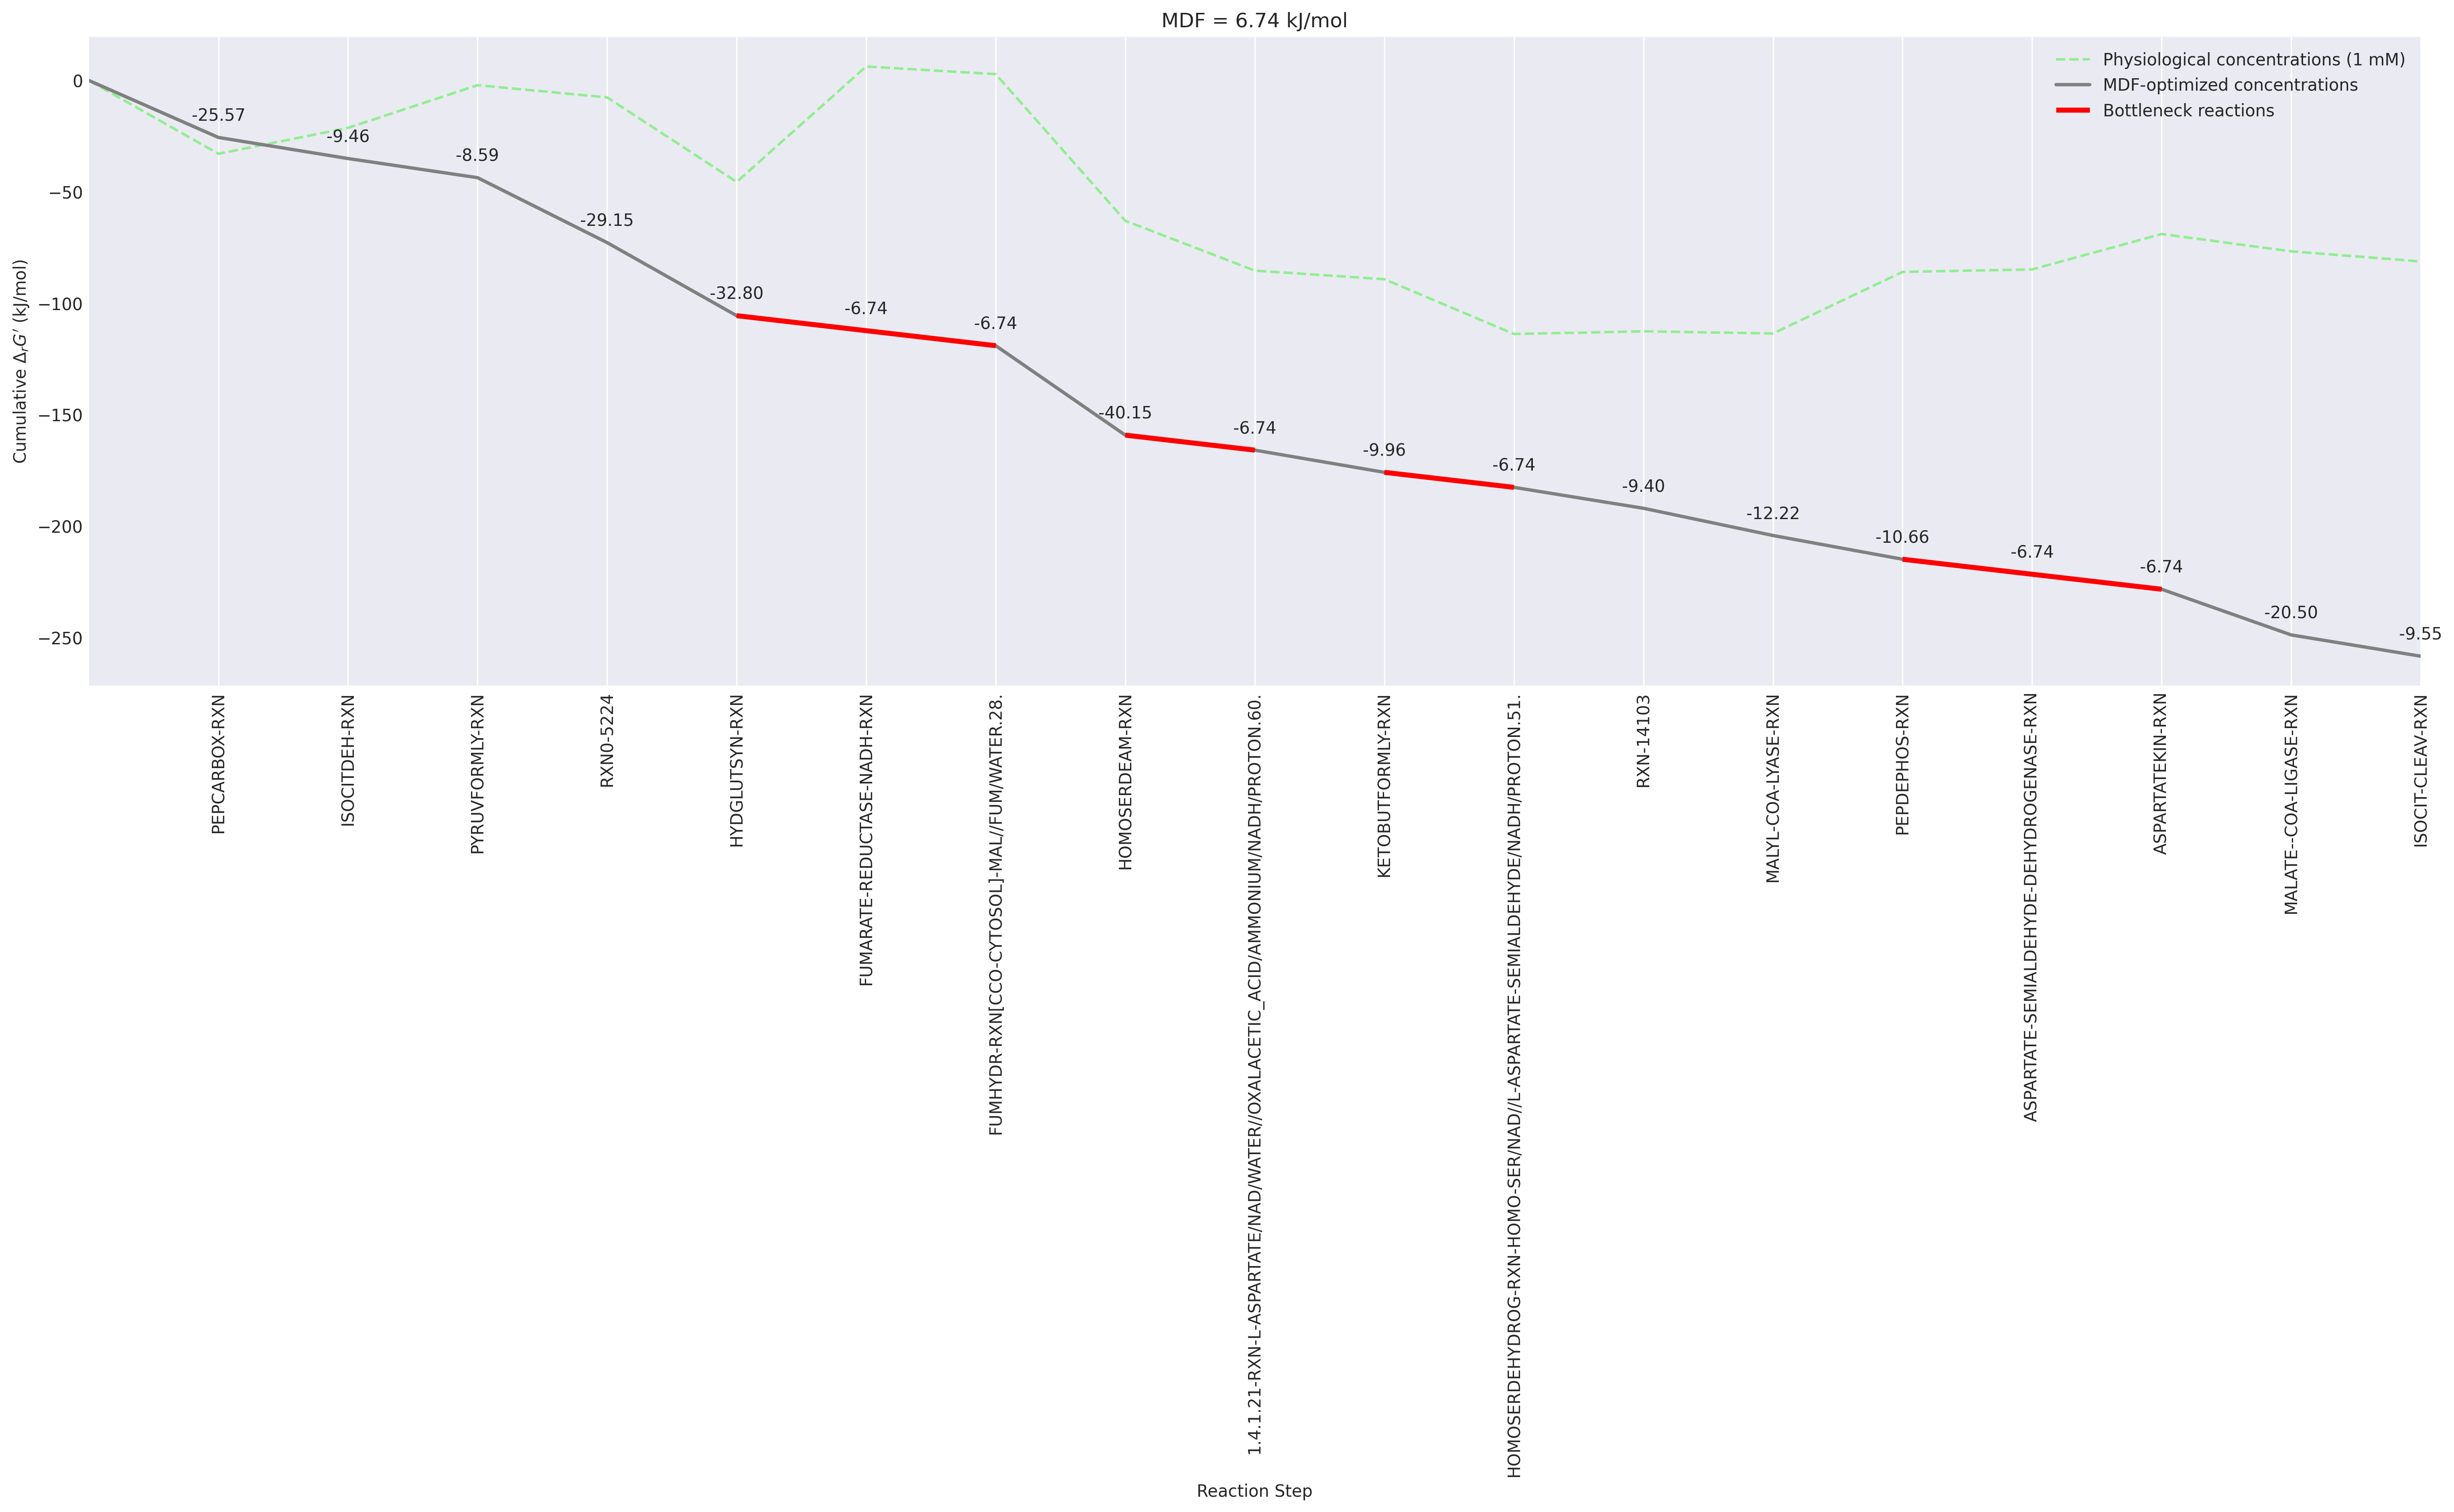 MDF = 6.74 kJ/mol
Physiological concentrations (1 mM)
MDF-optimized concentrations
Bottleneck reactions
Cumulative ΔrG′ (kJ/mol)
0
−50
−100
−150
−200
−250
-25.57
-9.46
-8.59
-29.15
-32.80
-6.74
-6.74
-40.15
-6.74
-9.96
-6.74
-9.40
-12.22
-10.66
-6.74
-6.74
-20.50
-9.55
PEPCARBOX-RXN
ISOCITDEH-RXN
PYRUVFORMLY-RXN
RXN0-5224
HYDGLUTSYN-RXN
FUMARATE-REDUCTASE-NADH-RXN
FUMHYDR-RXN[CCO-CYTOSOL]-MAL//FUM/WATER.28.
HOMOSERDEAM-RXN
1.4.1.21-RXN-L-ASPARTATE/NAD/WATER//OXALACETIC_ACID/AMMONIUM/NADH/PROTON.60.
KETOBUTFORMLY-RXN
HOMOSERDEHYDROG-RXN-HOMO-SER/NAD//L-ASPARTATE-SEMIALDEHYDE/NADH/PROTON.51.
RXN-14103
MALYL-COA-LYASE-RXN
PEPDEPHOS-RXN
ASPARTATE-SEMIALDEHYDE-DEHYDROGENASE-RXN
ASPARTATEKIN-RXN
MALATE--COA-LIGASE-RXN
ISOCIT-CLEAV-RXN
Reaction Step